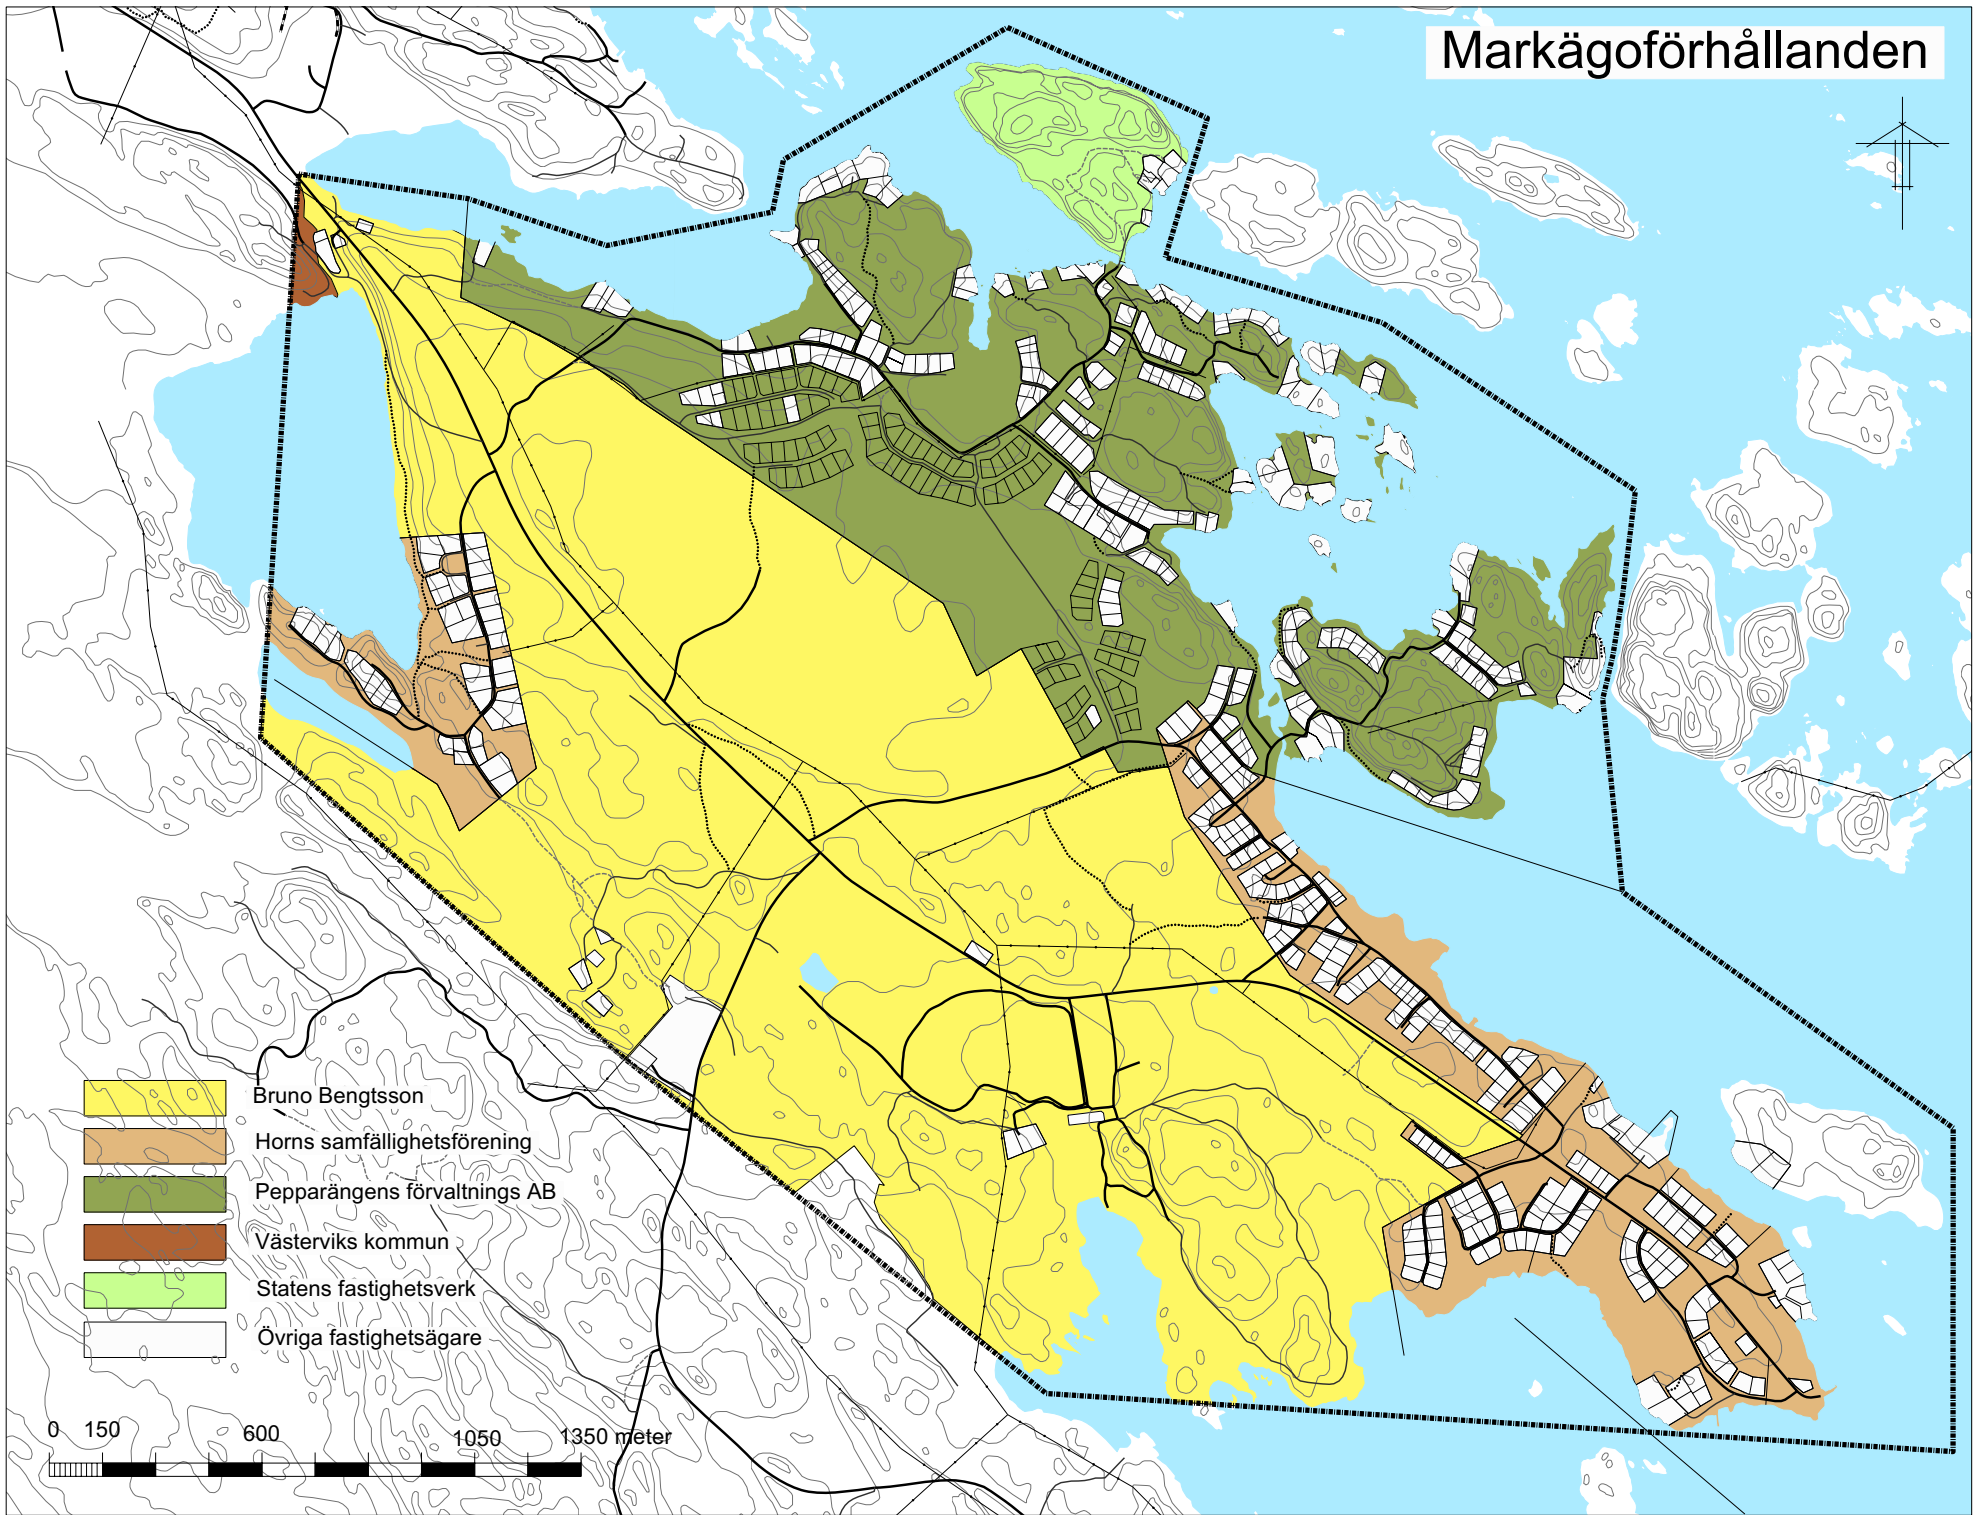 Markägoförhållanden
Bruno Bengtsson
Horns samfällighetsförening
Pepparängens förvaltnings AB
Västerviks kommun
Statens fastighetsverk
Övriga fastighetsägare
0 150 600 1050 1350 meter